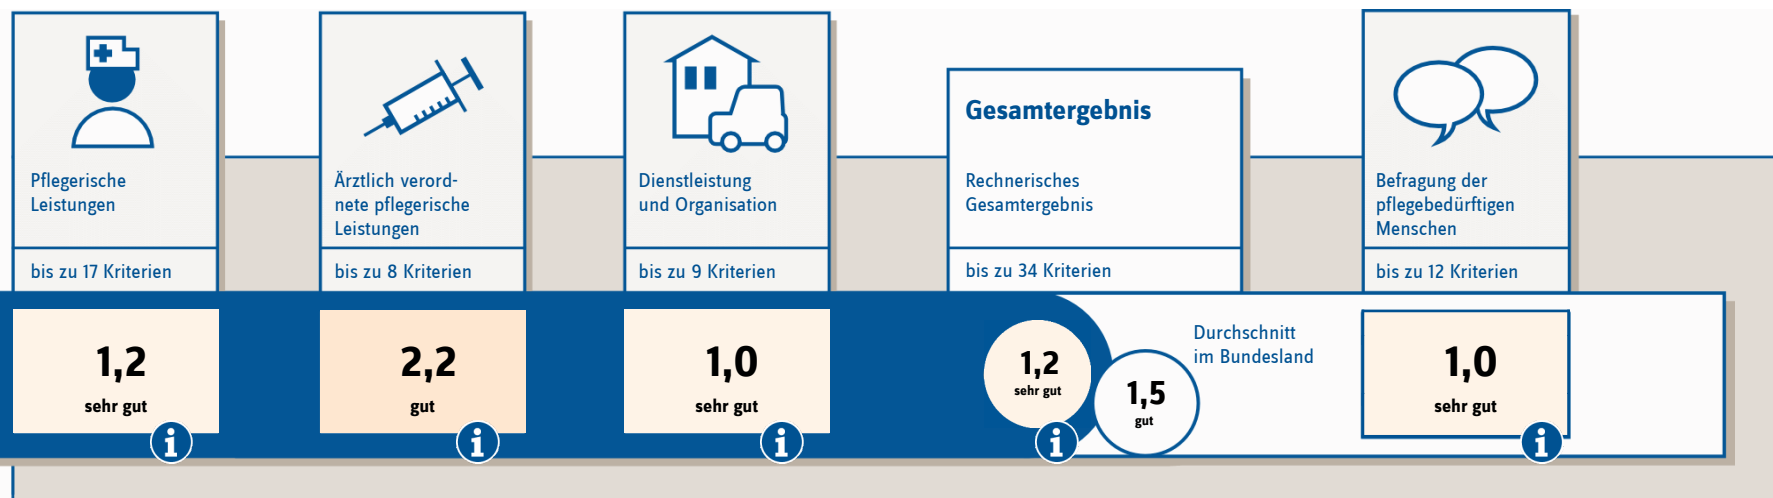 Pflegerische
Leistungen
bis zu 17 Kriterien
1,2
sehr gut
i
Ärztlich verord-
nete pflegerische
Leistungen
bis zu 8 Kriterien
2,2
gut
i
Dienstleistung
und Organisation
bis zu 9 Kriterien
1,0
sehr gut
i
Gesamtergebnis
Rechnerisches
Gesamtergebnis
bis zu 34 Kriterien
1,2
sehr gut
i
1,5
gut
Durchschnitt
im Bundesland
Befragung der
pflegebedürftigen
Menschen
bis zu 12 Kriterien
1,0
sehr gut
i